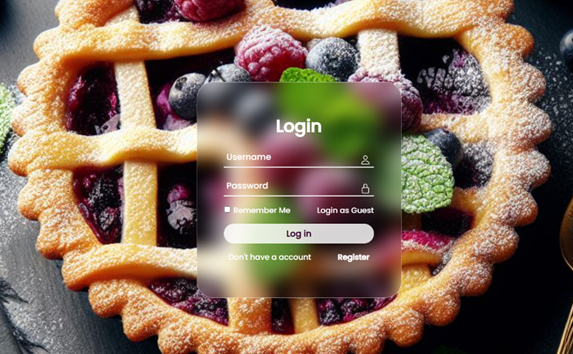 Login
Username
Password
Remember Me Login as Guest
Log in
Don't have a account Register